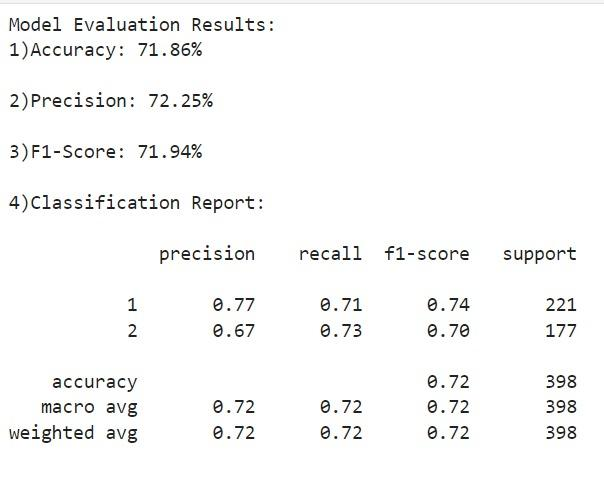 Model Evaluation Results:
1)Accuracy: 71.86%
2)Precision: 72.25%
3)F1-Score: 71.94%
4)Classification Report:
precision recall f1-score support
1 0.77 0.71 0.74 221
2 0.67 0.73 0.70 177
accuracy 0.72 398
macro avg 0.72 0.72 0.72 398
weighted avg 0.72 0.72 0.72 398